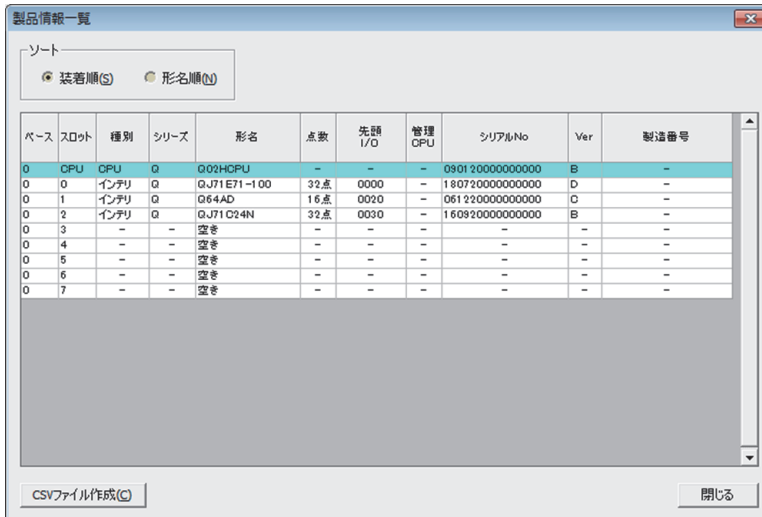 製品情報一覧
ソート
装着順(S) 形名順(N)
ベース スロット 種別 シリーズ 形名 点数 先頭I/O 管理CPU シリアルNo Ver 製造番号
0 CPU CPU Q Q02HCPU - - - 090120000000000 B -
0 0 インテリ Q QJ71E71-100 32点 0000 - 180720000000000 D -
0 1 インテリ Q Q64AD 16点 0020 - 051220000000000 C -
0 2 インテリ Q QJ71C24N 32点 0030 - 160920000000000 B -
0 3 - - 空き - - - - - -
0 4 - - 空き - - - - - -
0 5 - - 空き - - - - - -
0 6 - - 空き - - - - - -
0 7 - - 空き - - - - - -
CSVファイル作成(C) 閉じる